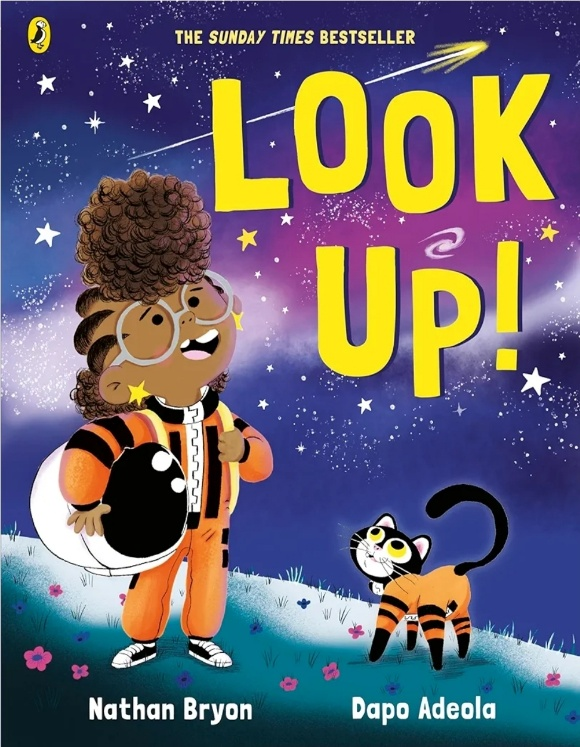 THE SUNDAY TIMES BESTSELLER
LOOK
UP!
Nathan Bryon
Dapo Adeola